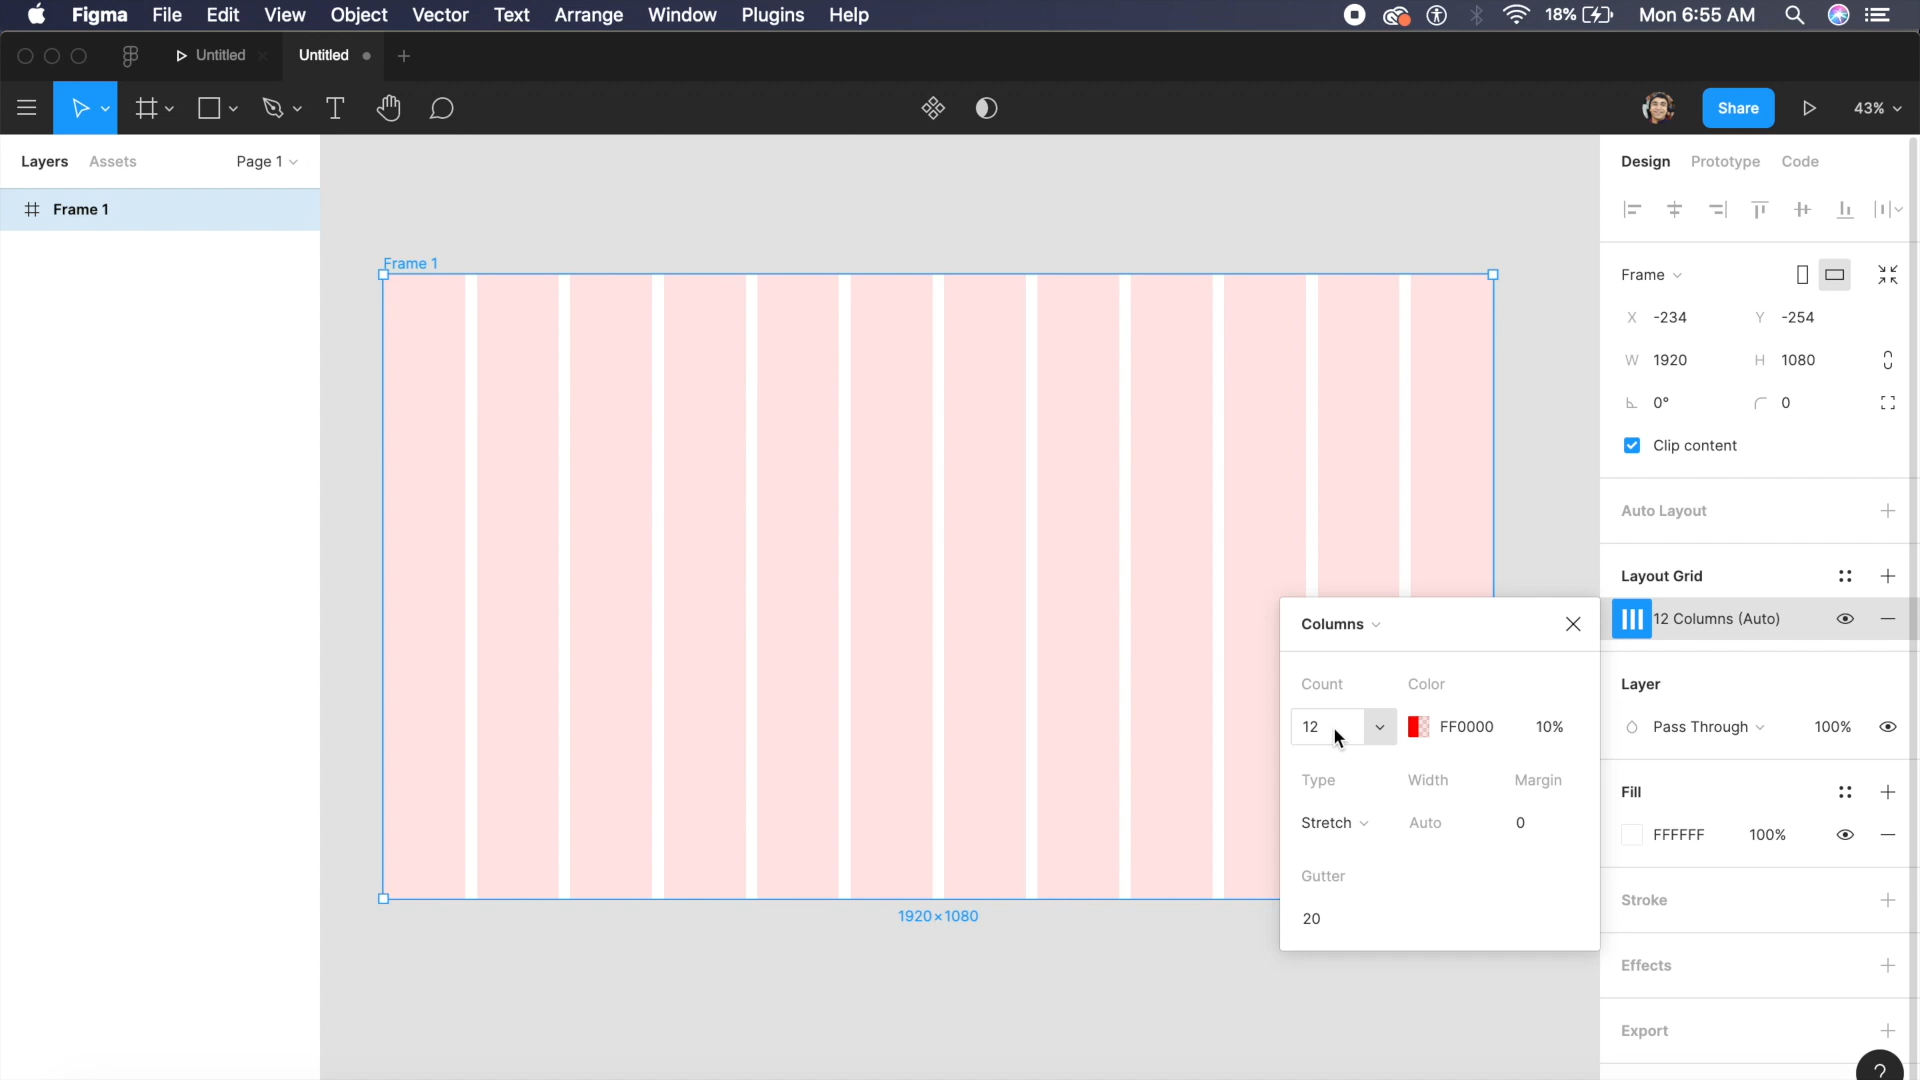 Figma File Edit View Object Vector Text Arrange Window Plugins Help 18% Mon 6:55 AM
Untitled Untitled
Share 43%
Layers Assets Page 1
Design Prototype Code
Frame 1
Frame 1
Frame
X -234 Y -254
W 1920 H 1080
0° 0
Clip content
Auto Layout
Layout Grid
12 Columns (Auto)
Columns
Count Color
12 FF0000 10%
Type Width Margin
Stretch Auto 0
Gutter
20
1920×1080
Layer
Pass Through 100%
Fill
FFFFFF 100%
Stroke
Effects
Export
?